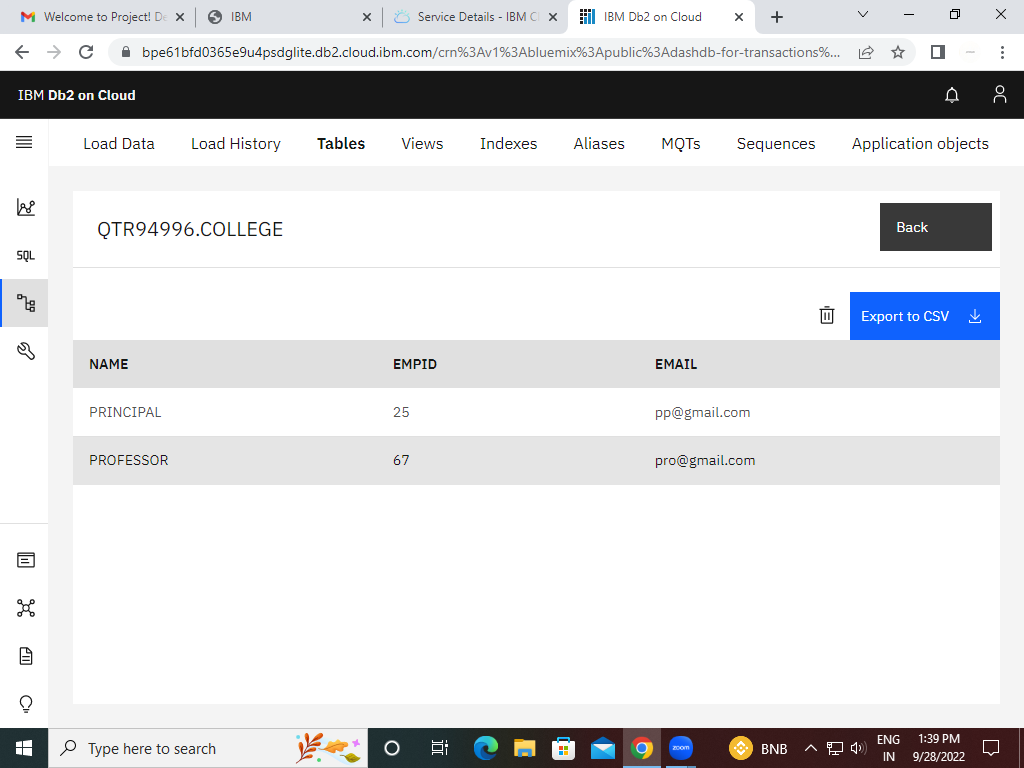 Welcome to Project! De
IBM
Service Details - IBM Cl
IBM Db2 on Cloud
bpe61bfd0365e9u4psdglite.db2.cloud.ibm.com/crn%3Av1%3Abluemix%3Apublic%3Adashdb-for-transactions%...
IBM Db2 on Cloud
Load Data Load History Tables Views Indexes Aliases MQTs Sequences Application objects
SQL
QTR94996.COLLEGE
Back
Export to CSV
NAME EMPID EMAIL
PRINCIPAL 25 pp@gmail.com
PROFESSOR 67 pro@gmail.com
Type here to search
zoom
BNB
ENG
IN
1:39 PM
9/28/2022